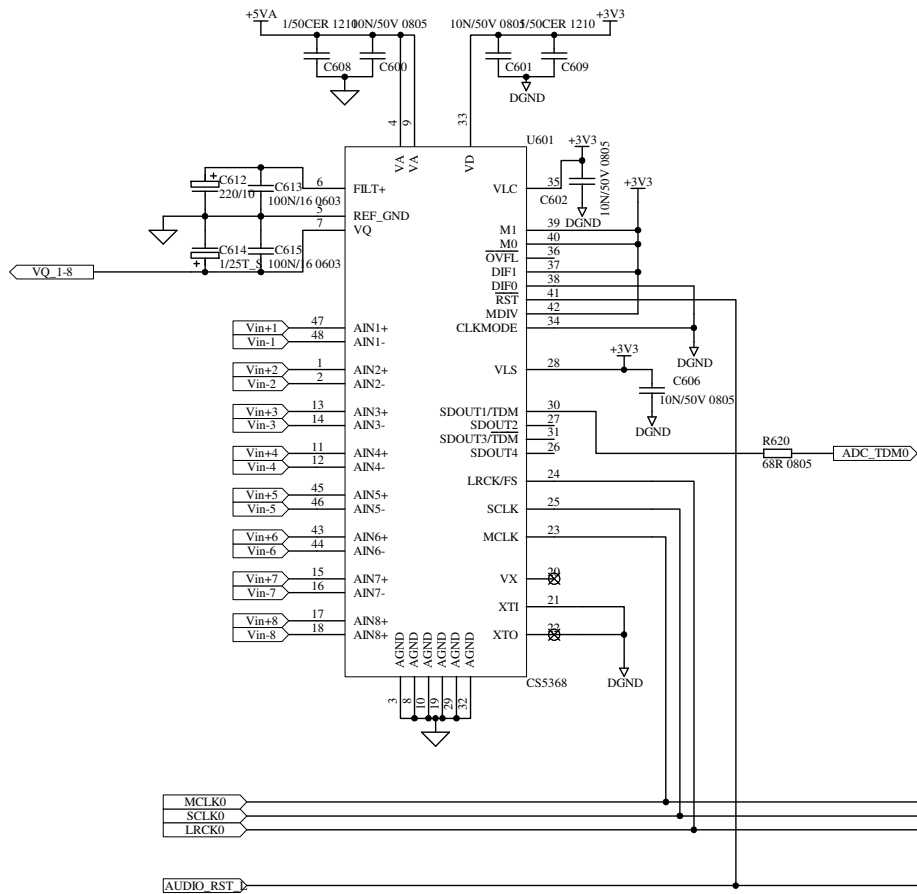 +5VA
1/50CER 1210
10N/50V 0805
10N/50V 0805
1/50CER 1210
+3V3
C608
C600
C601
C609
DGND
4
9
33
VA
VA
VD
U601
+3V3
C612
220/10
C613
100N/16 0603
6
FILT+
VLC
35
C602
10N/50V 0805
DGND
+3V3
5
REF_GND
7
VQ
C614
1/25T_S
C615
100N/16 0603
VQ_1-8
M1
39
M0
40
OVFL
36
DIF1
37
DIF0
38
RST
41
MDIV
42
CLKMODE
34
DGND
Vin+1
47
AIN1+
Vin-1
48
AIN1-
Vin+2
1
AIN2+
Vin-2
2
AIN2-
VLS
28
+3V3
C606
10N/50V 0805
DGND
Vin+3
13
AIN3+
Vin-3
14
AIN3-
SDOUT1/TDM
30
SDOUT2
27
SDOUT3/TDM
31
SDOUT4
26
R620
68R 0805
ADC_TDM0
Vin+4
11
AIN4+
Vin-4
12
AIN4-
LRCK/FS
24
Vin+5
45
AIN5+
Vin-5
46
AIN5-
SCLK
25
Vin+6
43
AIN6+
Vin-6
44
AIN6-
MCLK
23
Vin+7
15
AIN7+
Vin-7
16
AIN7-
VX
20
XTI
21
Vin+8
17
AIN8+
Vin-8
18
AIN8+
XTO
22
DGND
AGND
AGND
AGND
AGND
AGND
AGND
CS5368
3
8
10
19
29
32
MCLK0
SCLK0
LRCK0
AUDIO_RST_L